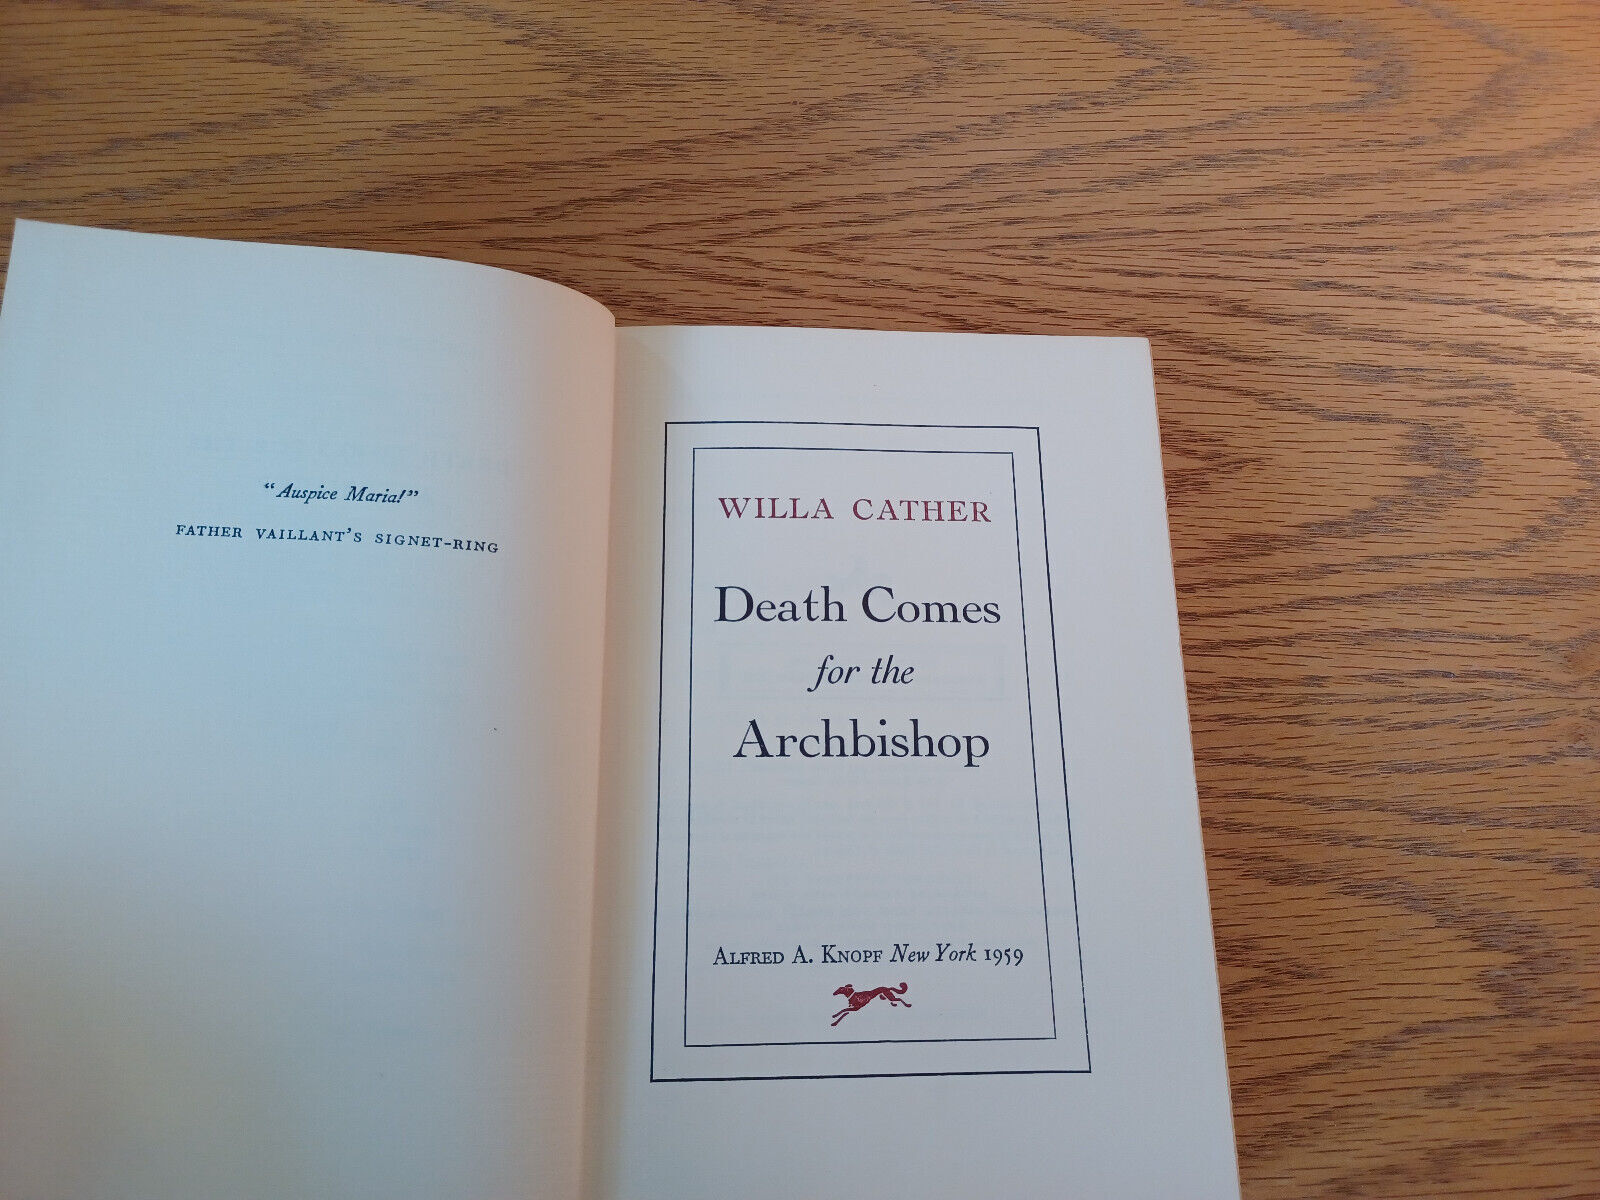 "Auspice Maria!"
FATHER VAILLANT'S SIGNET-RING
WILLA CATHER
Death Comes
for the
Archbishop
ALFRED A. KNOPF New York 1959